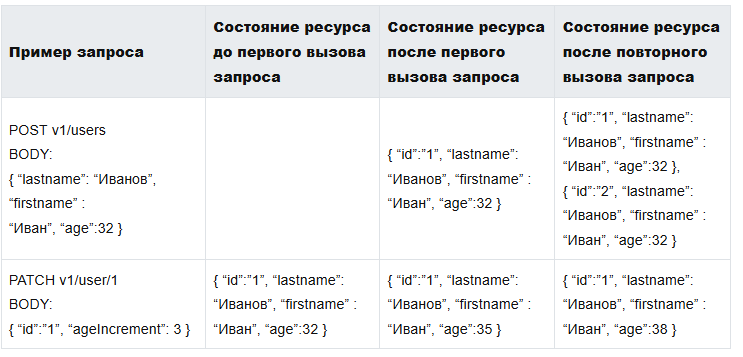 Пример запроса
Состояние ресурса
до первого вызова
запроса
Состояние ресурса
после первого
вызова запроса
Состояние ресурса
после повторного
вызова запроса
POST v1/users
BODY:
{ “lastname”: “Иванов”,
“firstname” :
“Иван”, “age”:32 }
{ “id”:”1”, “lastname”:
“Иванов”, “firstname” :
“Иван”, “age”:32 }
{ “id”:”1”, “lastname”:
“Иванов”, “firstname” :
“Иван”, “age”:32 },
{ “id”:”2”, “lastname”:
“Иванов”, “firstname” :
“Иван”, “age”:32 }
PATCH v1/user/1
BODY:
{ “id”:”1”, “ageIncrement”: 3 }
{ “id”:”1”, “lastname”:
“Иванов”, “firstname” :
“Иван”, “age”:32 }
{ “id”:”1”, “lastname”:
“Иванов”, “firstname” :
“Иван”, “age”:35 }
{ “id”:”1”, “lastname”:
“Иванов”, “firstname” :
“Иван”, “age”:38 }